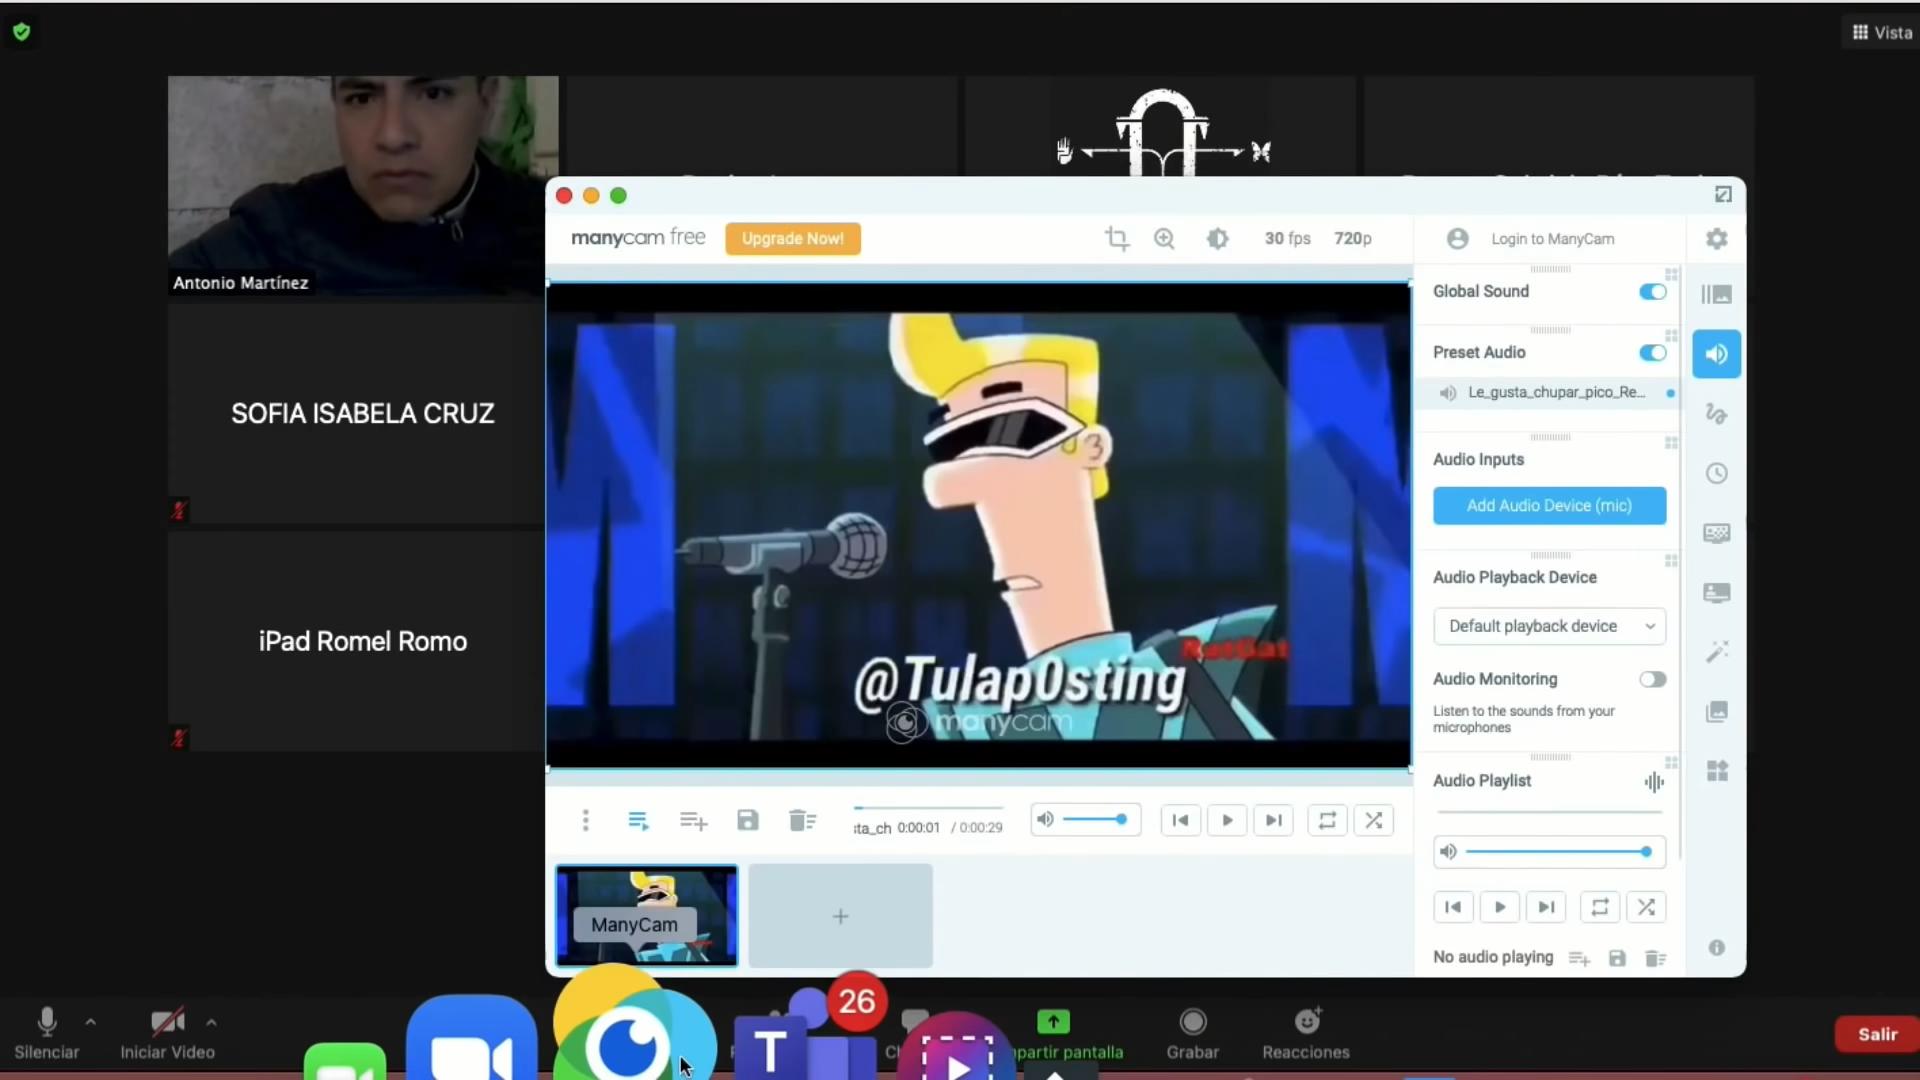 Vista
Antonio Martínez
SOFIA ISABELA CRUZ
iPad Romel Romo
manycam free
Upgrade Now!
30 fps
720p
Login to ManyCam
Global Sound
Preset Audio
Le_gusta_chupar_pico_Re...
Audio Inputs
Add Audio Device (mic)
Audio Playback Device
Default playback device
Audio Monitoring
Listen to the sounds from your
microphones
Audio Playlist
No audio playing
RatBat
@Tulap0sting
manycam
ta_ch 0:00:01 / 0:00:29
ManyCam
26
T
Silenciar
Iniciar Video
partir pantalla
Grabar
Reacciones
Salir